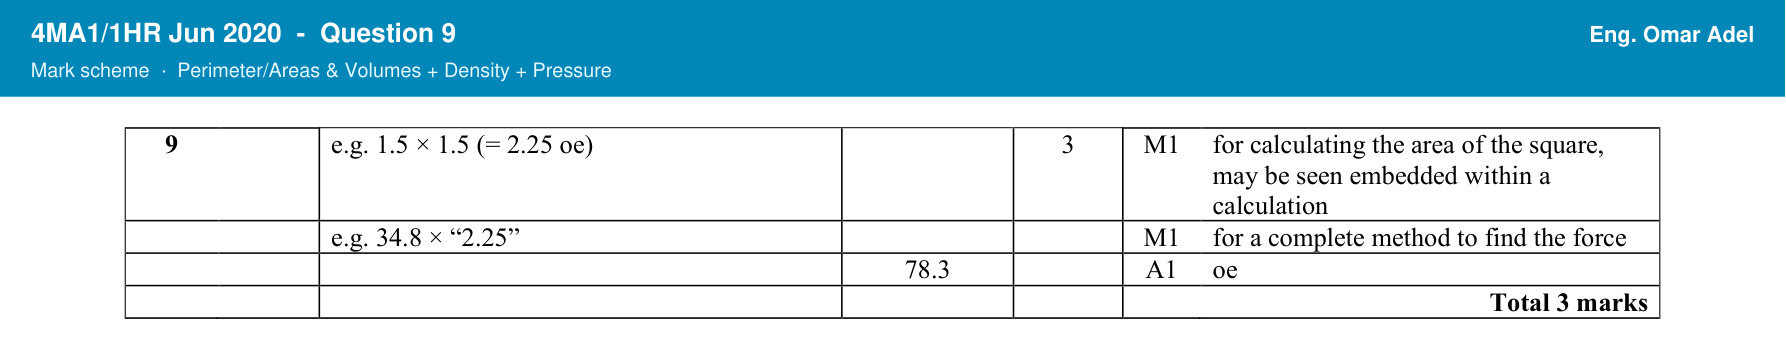 4MA1/1HR Jun 2020 - Question 9
Eng. Omar Adel
Mark scheme · Perimeter/Areas & Volumes + Density + Pressure
9 e.g. 1.5 × 1.5 (= 2.25 oe) 3 M1 for calculating the area of the square,
may be seen embedded within a
calculation
e.g. 34.8 × “2.25” M1 for a complete method to find the force
78.3 A1 oe
Total 3 marks